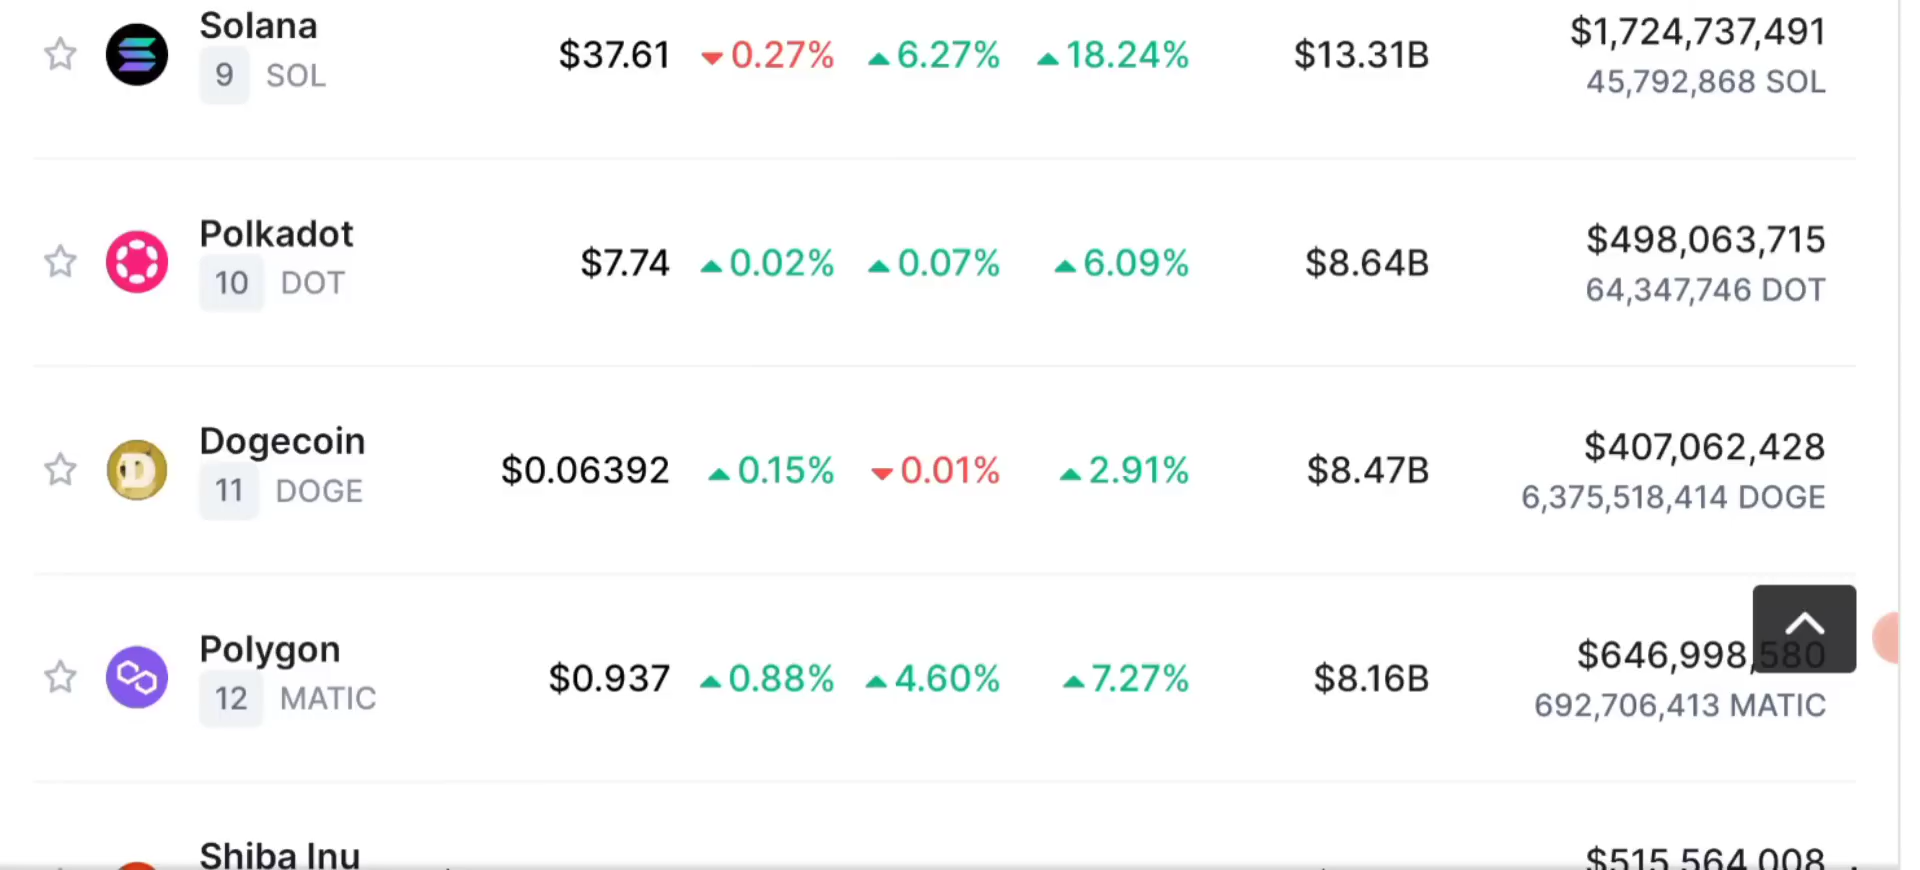 Solana
9 SOL
$37.61 0.27% 6.27% 18.24% $13.31B
$1,724,737,491
45,792,868 SOL
Polkadot
10 DOT
$7.74 0.02% 0.07% 6.09% $8.64B
$498,063,715
64,347,746 DOT
Dogecoin
11 DOGE
$0.06392 0.15% 0.01% 2.91% $8.47B
$407,062,428
6,375,518,414 DOGE
Polygon
12 MATIC
$0.937 0.88% 4.60% 7.27% $8.16B
$646,998,580
692,706,413 MATIC
Shiba Inu
$515,564,008